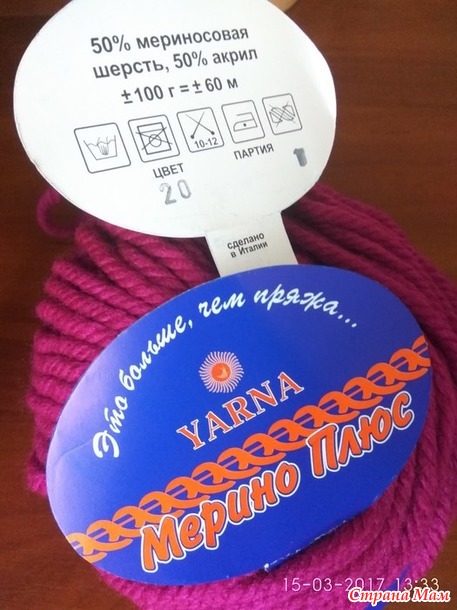 50% мериносовая
шерсть, 50% акрил
±100 г = ± 60 м
10-12
ЦВЕТ
ПАРТИЯ
20
1
сделано
в Италии
Это больше, чем пряжа...
YARNA
Мерино Плюс
15-03-2017 13:33
Страна Мам